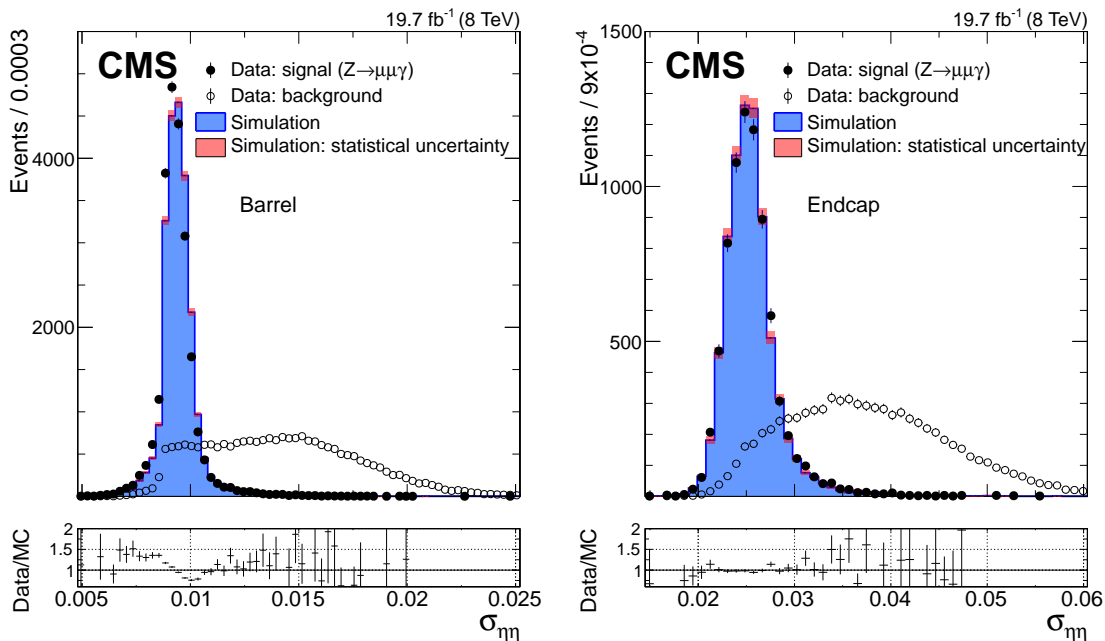 19.7 fb⁻¹ (8 TeV)
CMS
Data: signal (Z→μμγ)
Data: background
Simulation
Simulation: statistical uncertainty
Barrel
Events / 0.0003
4000
2000
Data/MC
2
1.5
1
0.005
0.01
0.015
0.02
0.025
σηη
19.7 fb⁻¹ (8 TeV)
CMS
Data: signal (Z→μμγ)
Data: background
Simulation
Simulation: statistical uncertainty
Endcap
Events / 9x10⁻⁴
1500
1000
500
0
Data/MC
2
1.5
1
0.02
0.03
0.04
0.05
0.06
σηη